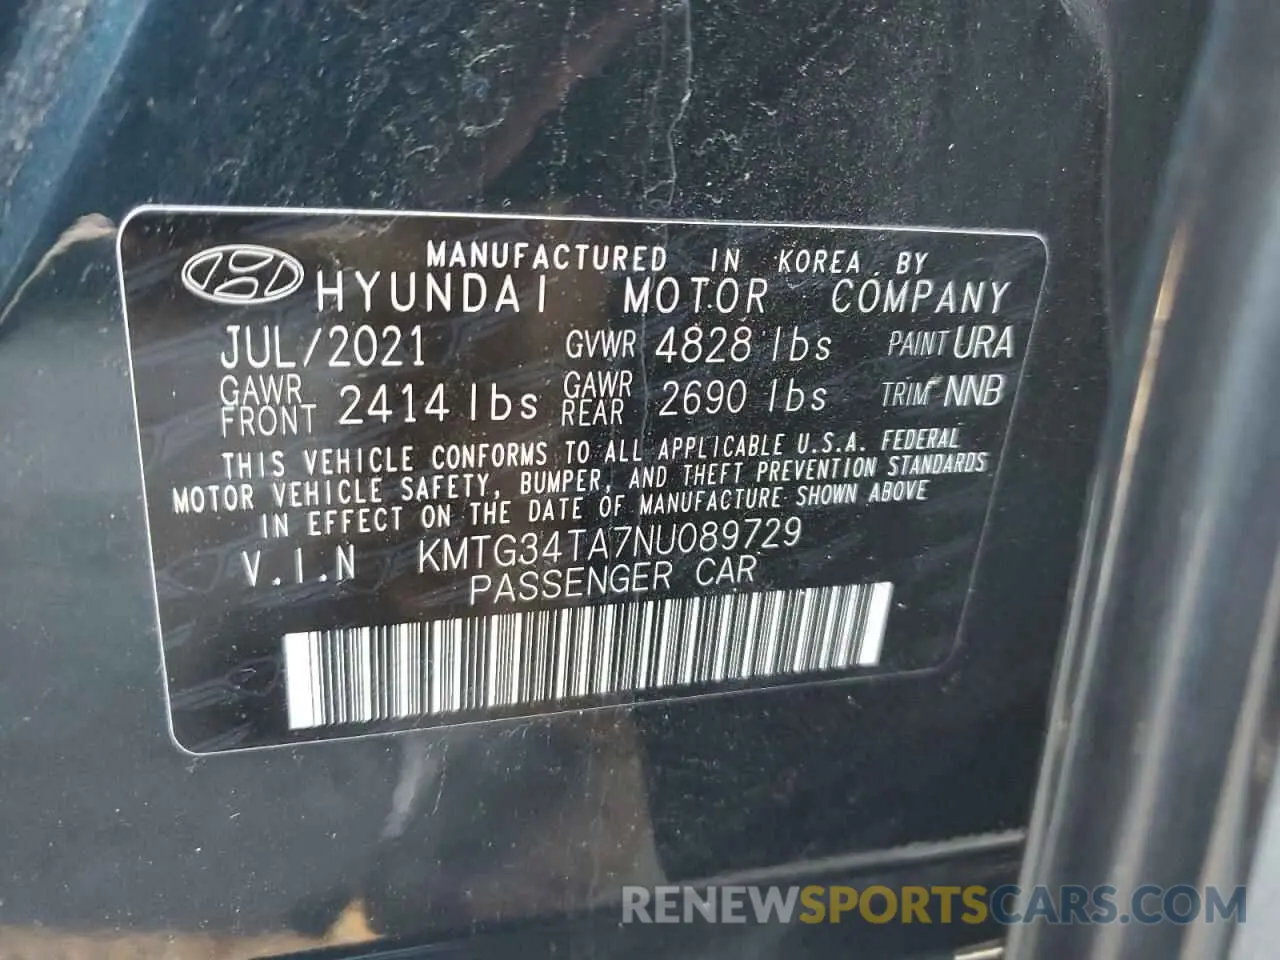 MANUFACTURED IN KOREA BY
HYUNDAI MOTOR COMPANY
JUL/2021 GVWR 4828 lbs PAINT URA
GAWR FRONT 2414 lbs GAWR REAR 2690 lbs TRIM NNB
THIS VEHICLE CONFORMS TO ALL APPLICABLE U.S.A. FEDERAL
MOTOR VEHICLE SAFETY, BUMPER, AND THEFT PREVENTION STANDARDS
IN EFFECT ON THE DATE OF MANUFACTURE SHOWN ABOVE
V.I.N KMTG34TA7NU089729
PASSENGER CAR
RENEWSPORTSCARS.COM